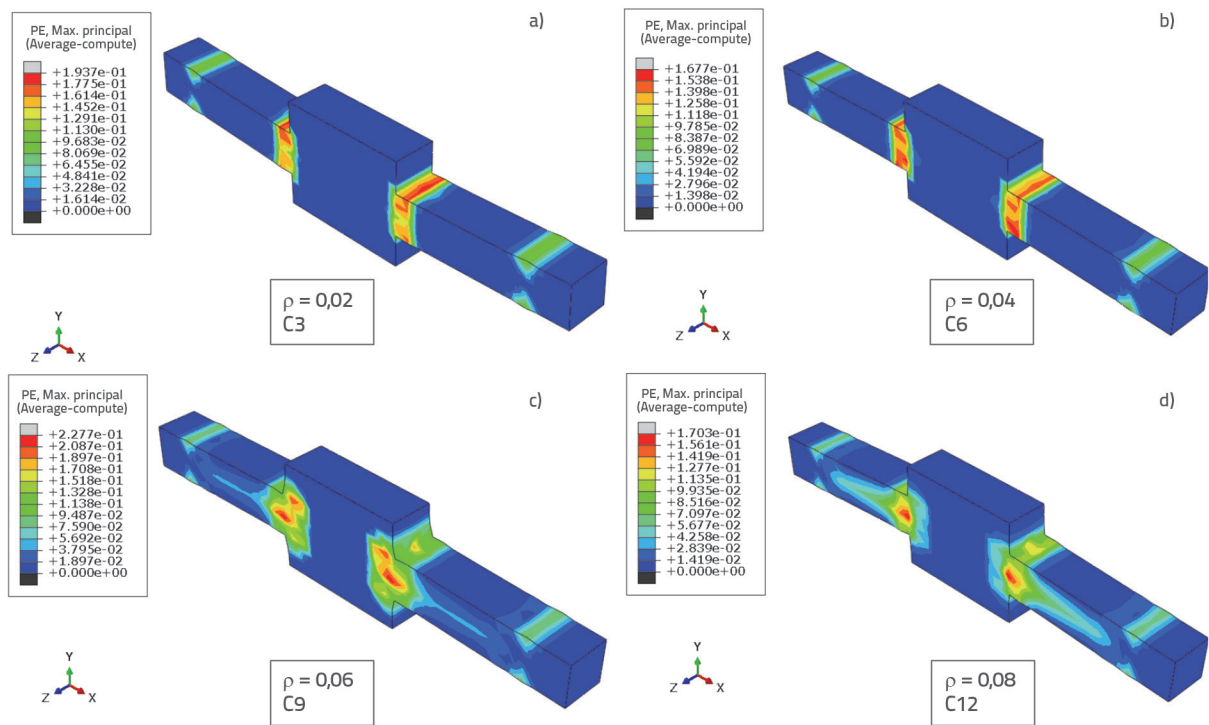 a)
PE, Max. principal
(Average-compute)
+1.937e-01
+1.775e-01
+1.614e-01
+1.452e-01
+1.291e-01
+1.130e-01
+9.683e-02
+8.069e-02
+6.455e-02
+4.841e-02
+3.228e-02
+1.614e-02
+0.000e+00
ρ = 0,02
C3
Y
Z
X
b)
PE, Max. principal
(Average-compute)
+1.677e-01
+1.538e-01
+1.398e-01
+1.258e-01
+1.118e-01
+9.785e-02
+8.387e-02
+6.989e-02
+5.592e-02
+4.194e-02
+2.796e-02
+1.398e-02
+0.000e+00
ρ = 0,04
C6
Y
Z
X
c)
PE, Max. principal
(Average-compute)
+2.277e-01
+2.087e-01
+1.897e-01
+1.708e-01
+1.518e-01
+1.328e-01
+1.138e-01
+9.487e-02
+7.590e-02
+5.692e-02
+3.795e-02
+1.897e-02
+0.000e+00
ρ = 0,06
C9
Y
Z
X
d)
PE, Max. principal
(Average-compute)
+1.703e-01
+1.561e-01
+1.419e-01
+1.277e-01
+1.135e-01
+9.935e-02
+8.516e-02
+7.097e-02
+5.677e-02
+4.258e-02
+2.839e-02
+1.419e-02
+0.000e+00
ρ = 0,08
C12
Y
Z
X